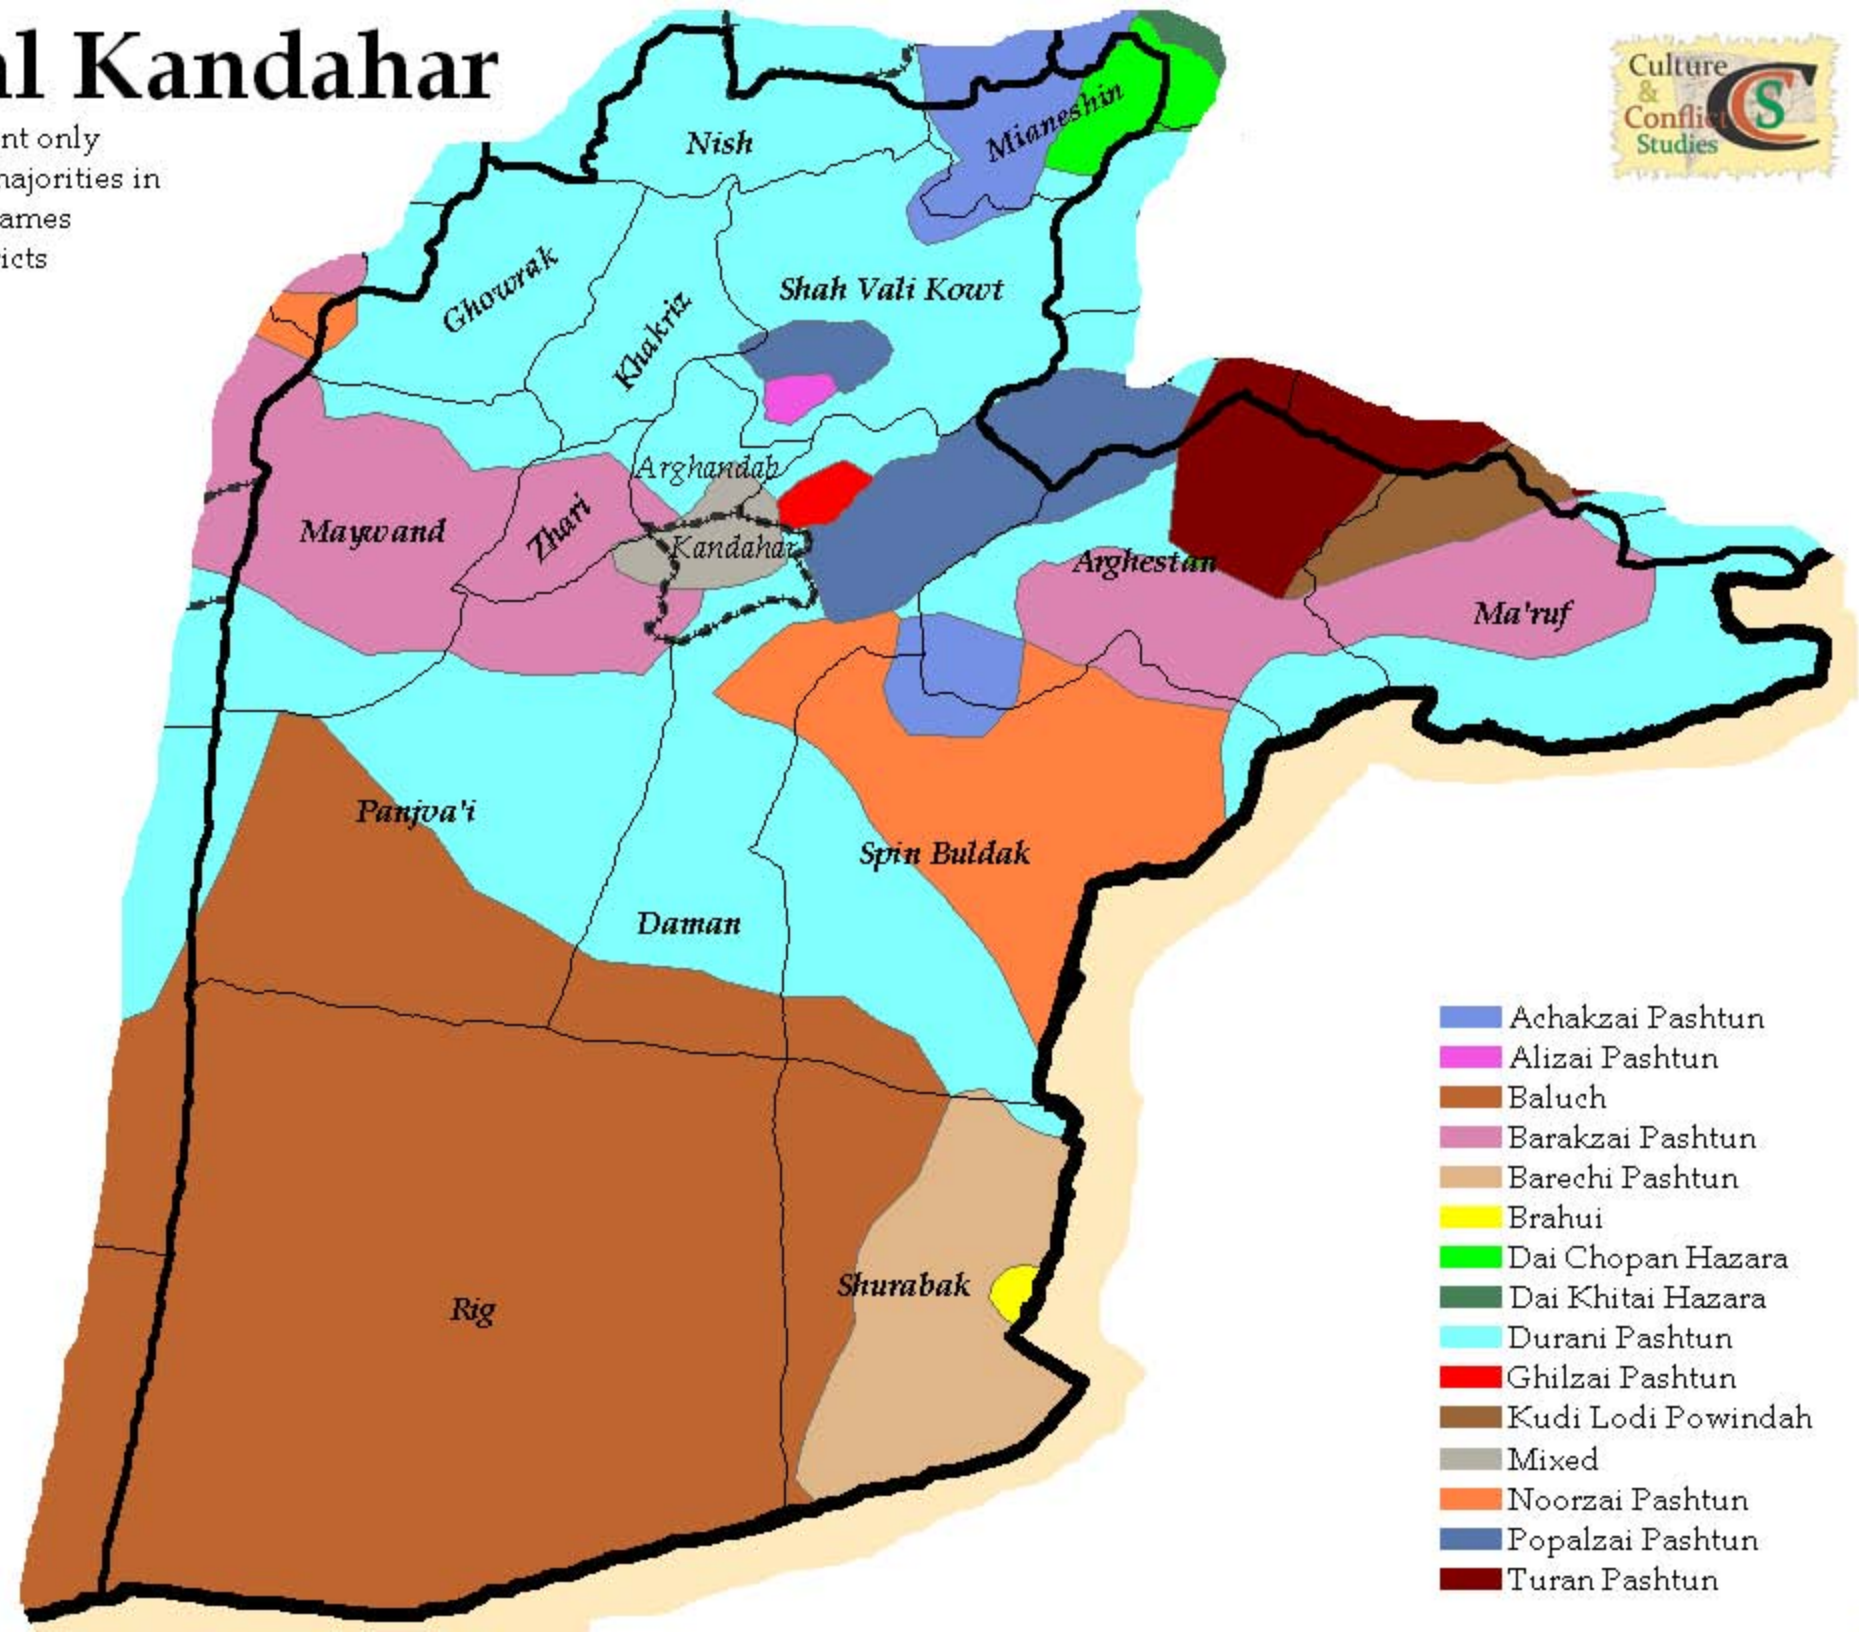 al Kandahar
nt only
majorities in
ames
icts
Culture
&
Conflict
Studies
CCS
Nish
Mianeshin
Ghowrak
Khakriz
Shah Vali Kowt
Arghandab
Maywand
Zhari
Kandahar
Arghestan
Ma'ruf
Panjva'i
Spin Buldak
Daman
Shurabak
Rig
Achakzai Pashtun
Alizai Pashtun
Baluch
Barakzai Pashtun
Barechi Pashtun
Brahui
Dai Chopan Hazara
Dai Khitai Hazara
Durani Pashtun
Ghilzai Pashtun
Kudi Lodi Powindah
Mixed
Noorzai Pashtun
Popalzai Pashtun
Turan Pashtun